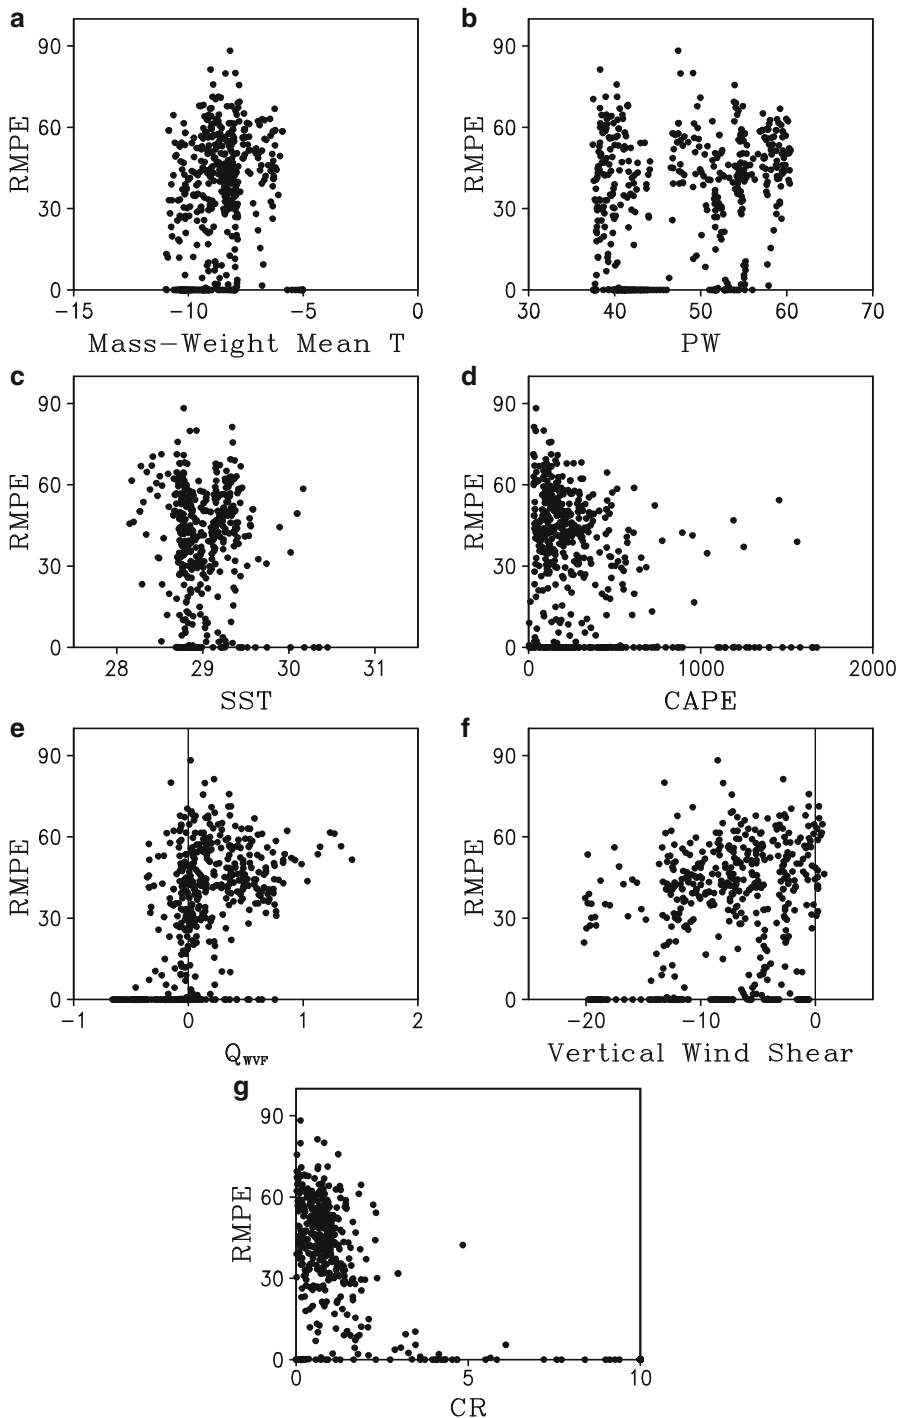 a
b
90
60
30
0
RMPE
-15
-10
-5
0
Mass-Weight Mean T
90
60
30
0
RMPE
30
40
50
60
70
PW
c
d
90
60
30
0
RMPE
28
29
30
31
SST
90
60
30
0
RMPE
0
1000
2000
CAPE
e
f
90
60
30
0
RMPE
-1
0
1
2
QWVF
90
60
30
0
RMPE
-20
-10
0
Vertical Wind Shear
g
90
60
30
0
RMPE
0
5
10
CR